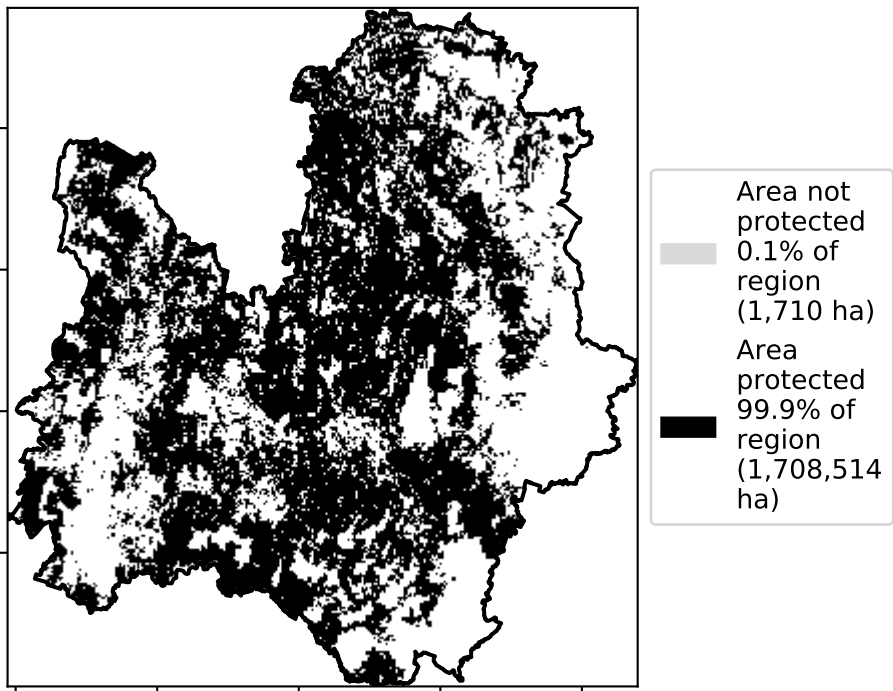 Area not
protected
0.1% of
region
(1,710 ha)
Area
protected
99.9% of
region
(1,708,514
ha)